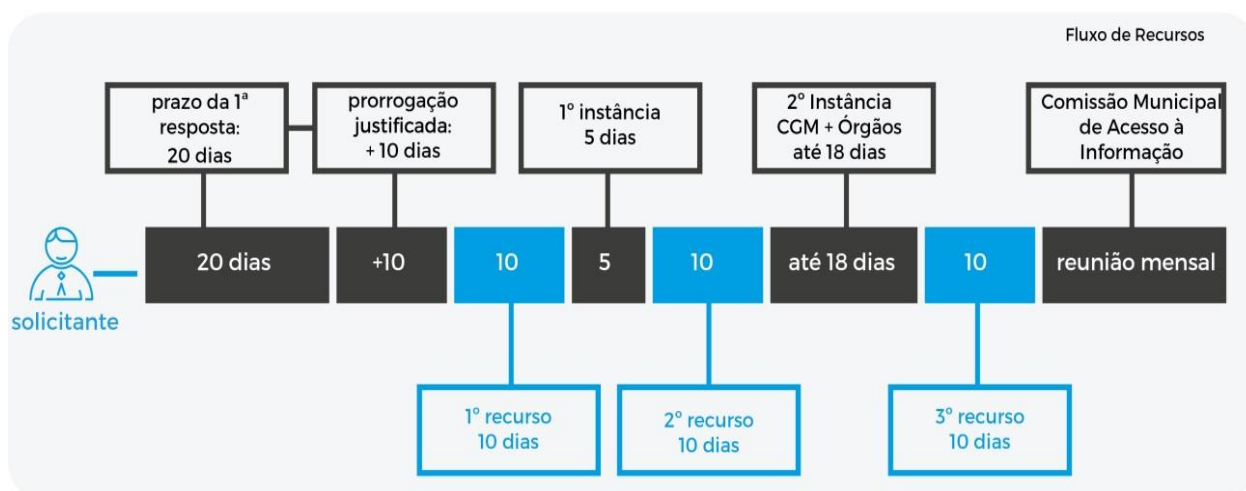 Fluxo de Recursos
prazo da 1ª
resposta:
20 dias
prorrogação
justificada:
+ 10 dias
1º instância
5 dias
2º Instância
CGM + Órgãos
até 18 dias
Comissão Municipal
de Acesso à
Informação
solicitante
20 dias
+10
10
5
10
até 18 dias
10
reunião mensal
1º recurso
10 dias
2º recurso
10 dias
3º recurso
10 dias